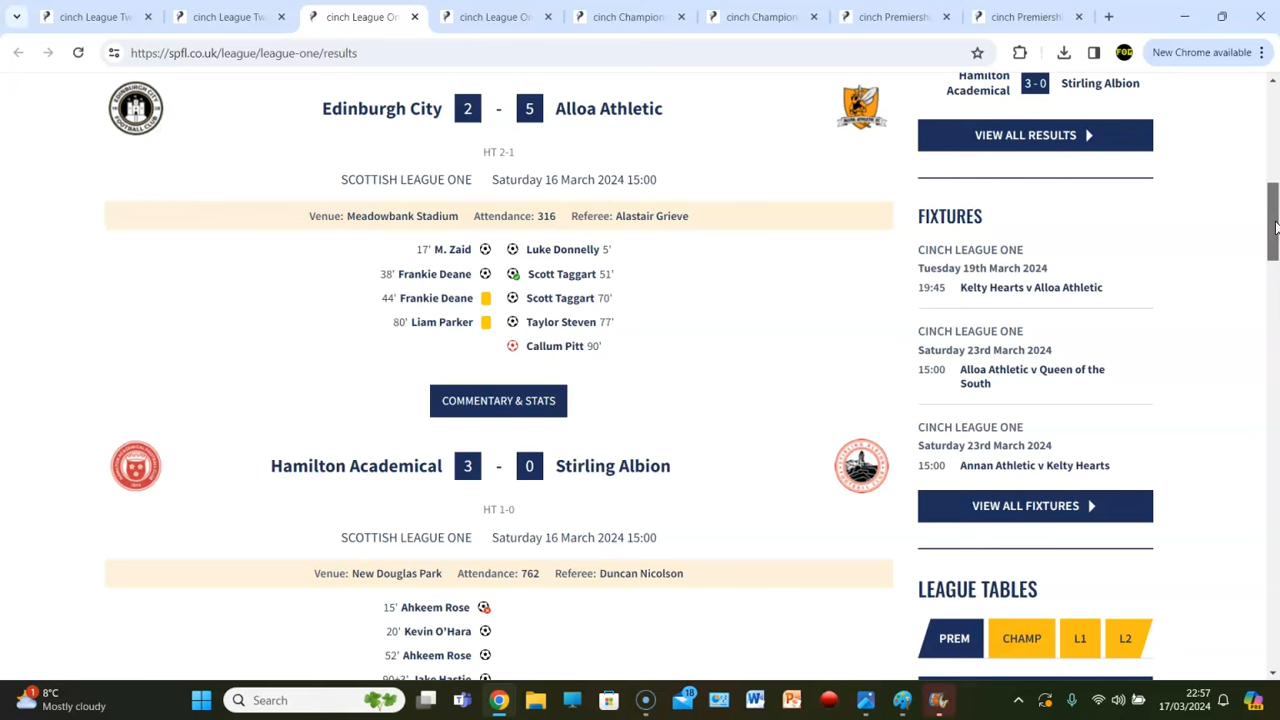 cinch League Tw
cinch League Tw
cinch League On
cinch League On
cinch Champion
cinch Champion
cinch Premiersh
cinch Premiersh
https://spfl.co.uk/league/league-one/results
New Chrome available
Edinburgh City 2 - 5 Alloa Athletic
HT 2-1
SCOTTISH LEAGUE ONE Saturday 16 March 2024 15:00
Venue: Meadowbank Stadium Attendance: 316 Referee: Alastair Grieve
17' M. Zaid Luke Donnelly 5'
38' Frankie Deane Scott Taggart 51'
44' Frankie Deane Scott Taggart 70'
80' Liam Parker Taylor Steven 77'
Callum Pitt 90'
COMMENTARY & STATS
Hamilton Academical 3 - 0 Stirling Albion
HT 1-0
SCOTTISH LEAGUE ONE Saturday 16 March 2024 15:00
Venue: New Douglas Park Attendance: 762 Referee: Duncan Nicolson
15' Ahkeem Rose
20' Kevin O'Hara
52' Ahkeem Rose
90+3' Jake Hastie
Hamilton
Academical 3 - 0 Stirling Albion
VIEW ALL RESULTS
FIXTURES
CINCH LEAGUE ONE
Tuesday 19th March 2024
19:45 Kelty Hearts v Alloa Athletic
CINCH LEAGUE ONE
Saturday 23rd March 2024
15:00 Alloa Athletic v Queen of the
South
CINCH LEAGUE ONE
Saturday 23rd March 2024
15:00 Annan Athletic v Kelty Hearts
VIEW ALL FIXTURES
LEAGUE TABLES
PREM CHAMP L1 L2
1
8°C
Mostly cloudy
Search
18
22:57
17/03/2024